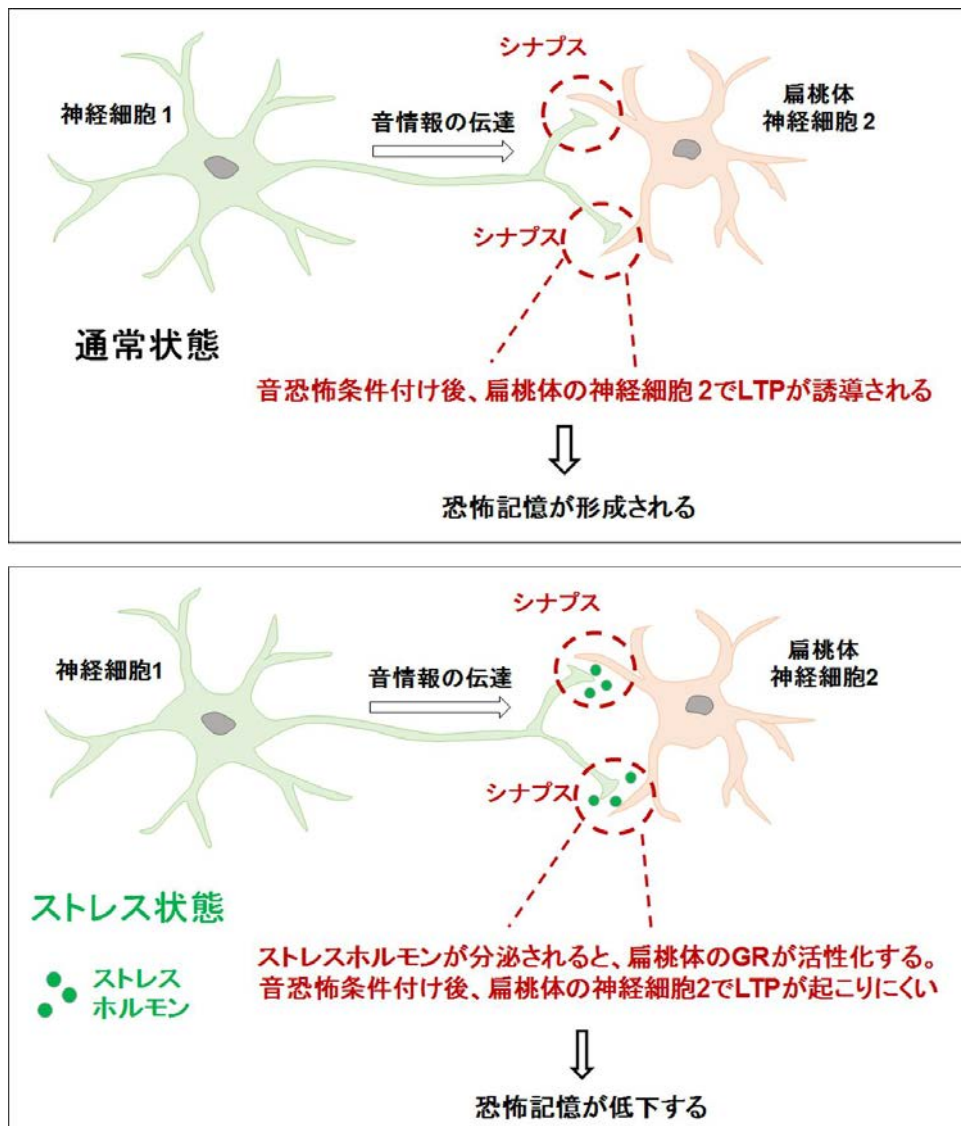 シナプス
神経細胞1
音情報の伝達
扁桃体
神経細胞2
シナプス
通常状態
音恐怖条件付け後、扁桃体の神経細胞2でLTPが誘導される
恐怖記憶が形成される
シナプス
神経細胞1
音情報の伝達
扁桃体
神経細胞2
シナプス
ストレス状態
ストレス
ホルモン
ストレスホルモンが分泌されると、扁桃体のGRが活性化する。
音恐怖条件付け後、扁桃体の神経細胞2でLTPが起こりにくい
恐怖記憶が低下する